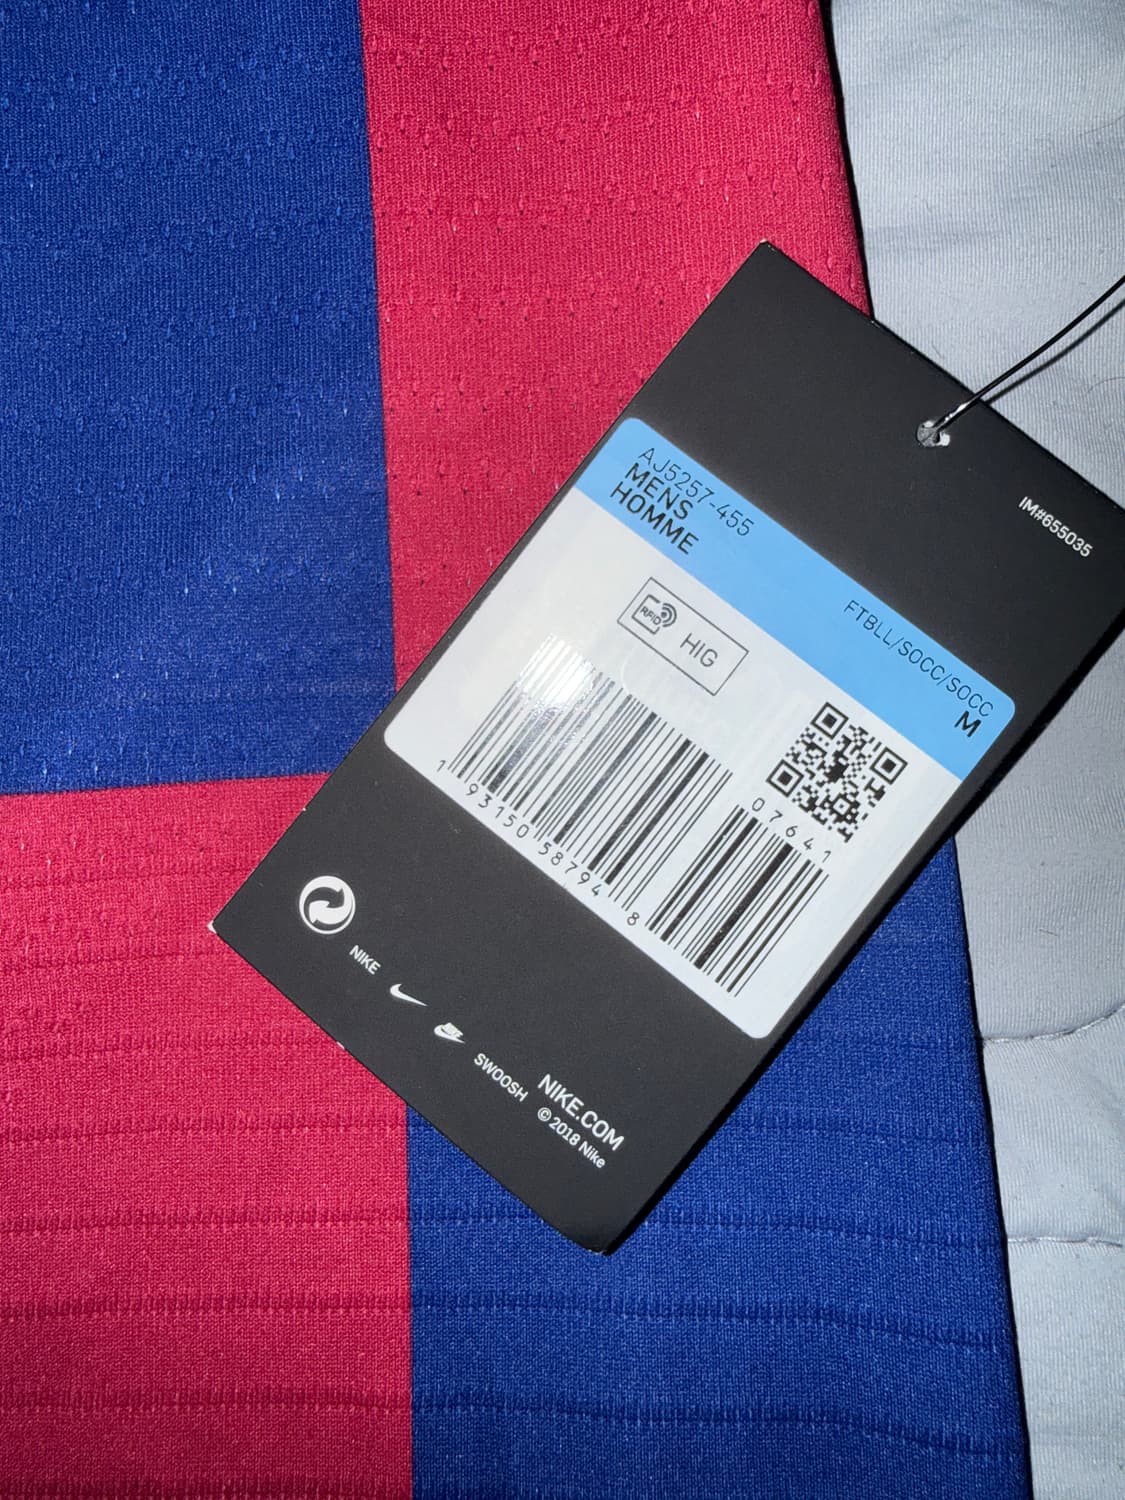 IM#655035
AJ5257-455
MENS
HOMME
FTBLL/SOCC/SOCC
M
RFID HIG
07641
1 93150 58794 8
NIKE
SWOOSH
NIKE.COM
© 2018 Nike